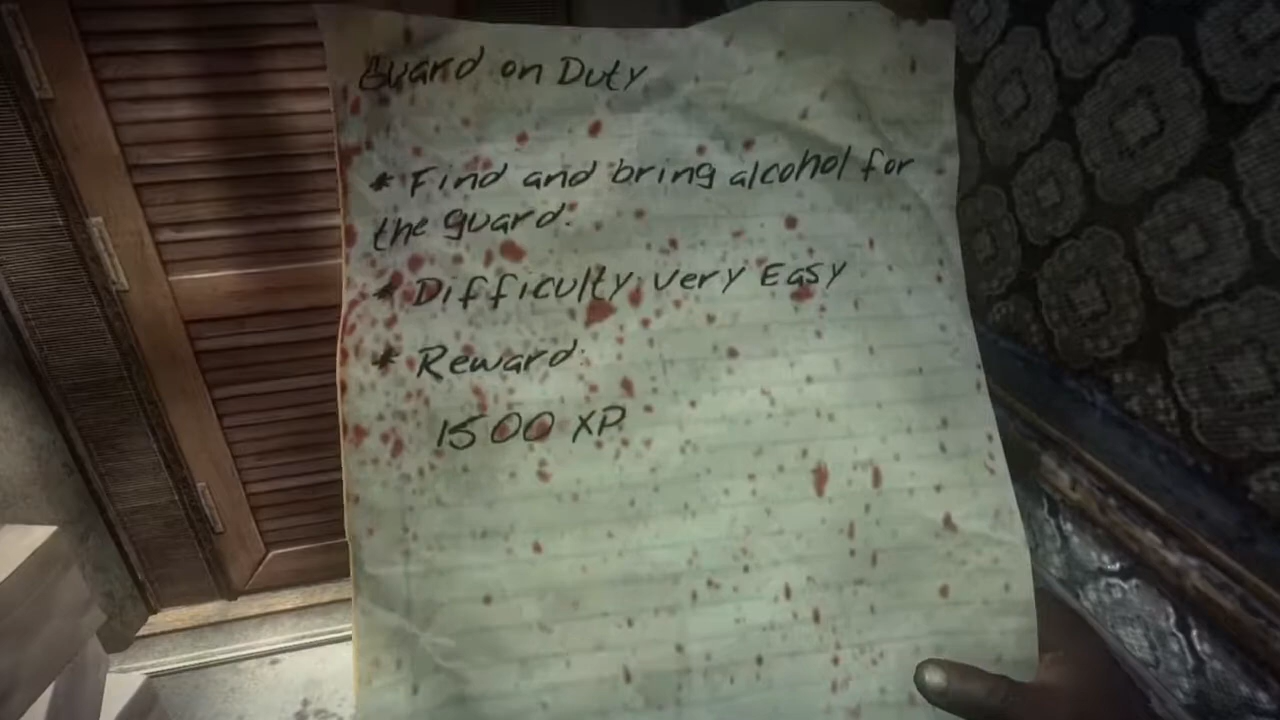 Guard on Duty
* Find and bring alcohol for
the guard.
* Difficulty very Easy
* Reward:
1500 XP